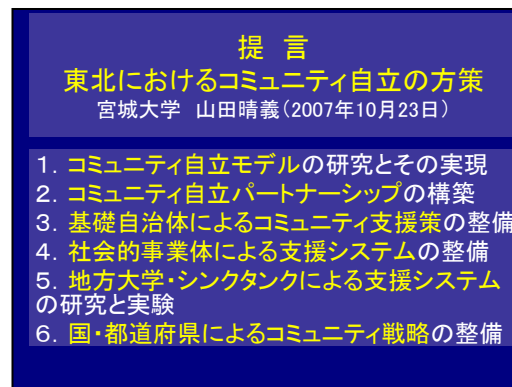 提 言
東北におけるコミュニティ自立の方策
宮城大学 山田晴義(2007年10月23日)
1. コミュニティ自立モデルの研究とその実現
2. コミュニティ自立パートナーシップの構築
3. 基礎自治体によるコミュニティ支援策の整備
4. 社会的事業体による支援システムの整備
5. 地方大学・シンクタンクによる支援システム
の研究と実験
6. 国・都道府県によるコミュニティ戦略の整備